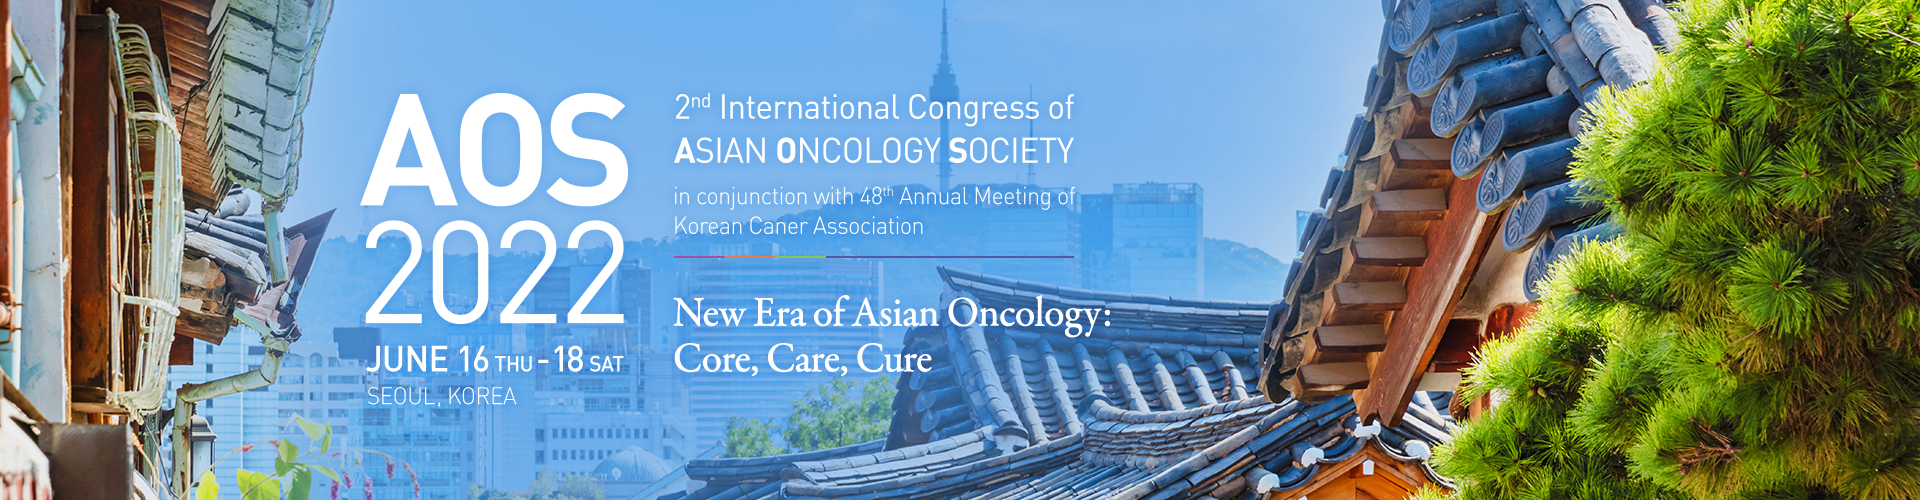 AOS
2022
JUNE 16 THU - 18 SAT
SEOUL, KOREA
2nd International Congress of
ASIAN ONCOLOGY SOCIETY
in conjunction with 48th Annual Meeting of
Korean Caner Association
New Era of Asian Oncology:
Core, Care, Cure